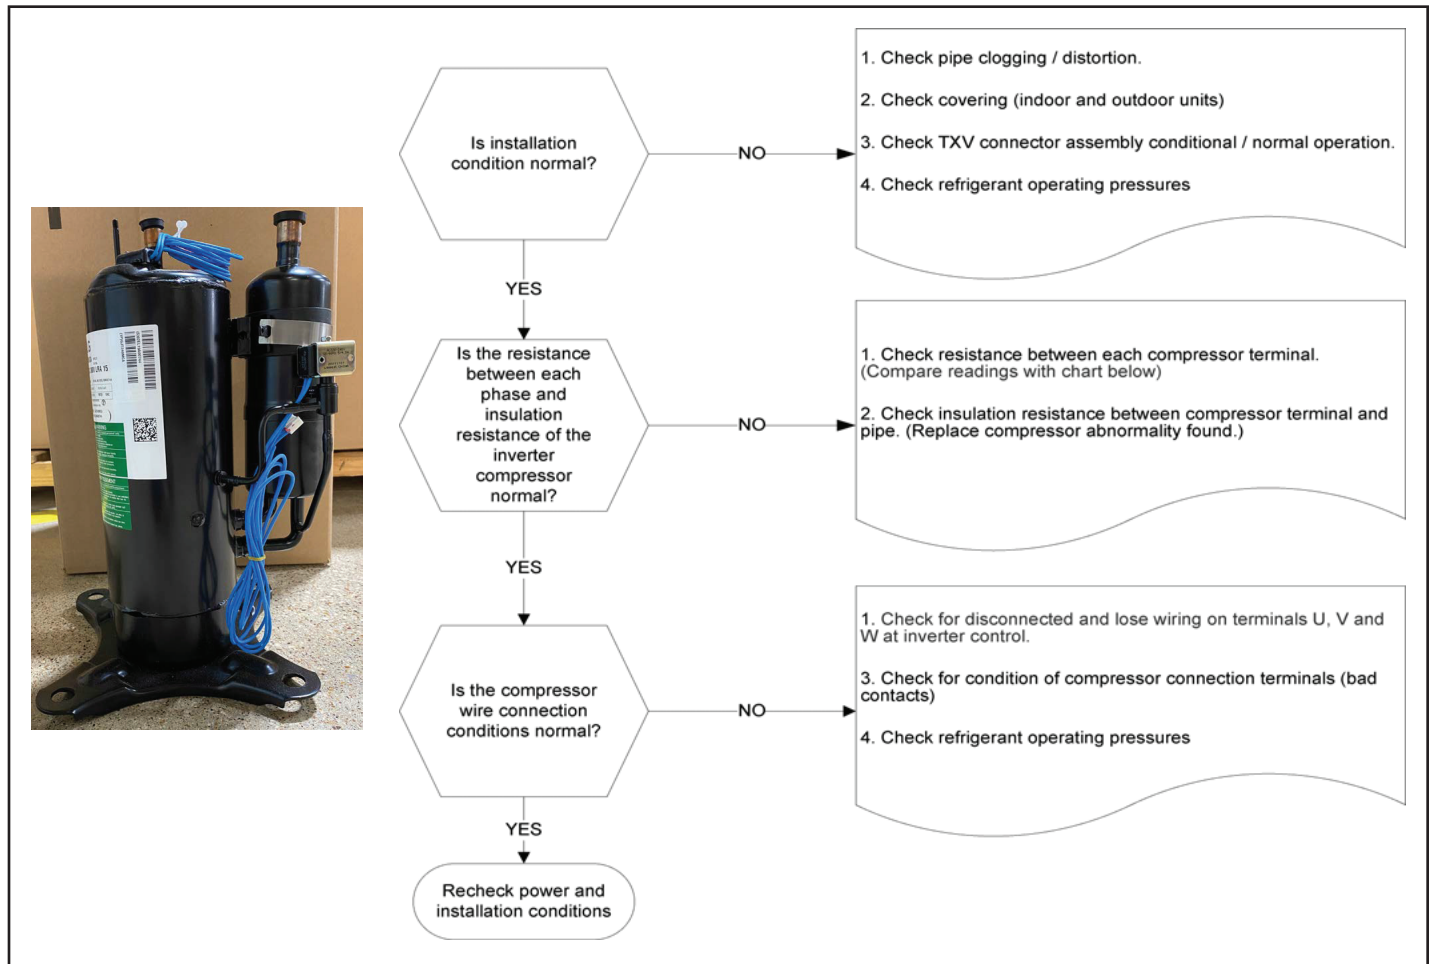 Is installation
condition normal?
NO
1. Check pipe clogging / distortion.
2. Check covering (indoor and outdoor units)
3. Check TXV connector assembly conditional / normal operation.
4. Check refrigerant operating pressures
YES
Is the resistance
between each
phase and
insulation
resistance of the
inverter
compressor
normal?
NO
1. Check resistance between each compressor terminal.
(Compare readings with chart below)
2. Check insulation resistance between compressor terminal and
pipe. (Replace compressor abnormality found.)
YES
Is the compressor
wire connection
conditions normal?
NO
1. Check for disconnected and lose wiring on terminals U, V and
W at inverter control.
3. Check for condition of compressor connection terminals (bad
contacts)
4. Check refrigerant operating pressures
YES
Recheck power and
installation conditions